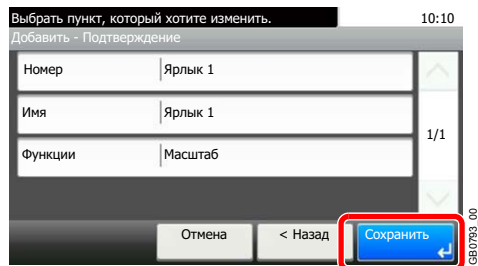 Выбрать пункт, который хотите изменить. 10:10
Добавить - Подтверждение
Номер Ярлык 1
Имя Ярлык 1
1/1
Функции Масштаб
Отмена < Назад Сохранить
GB0793_00